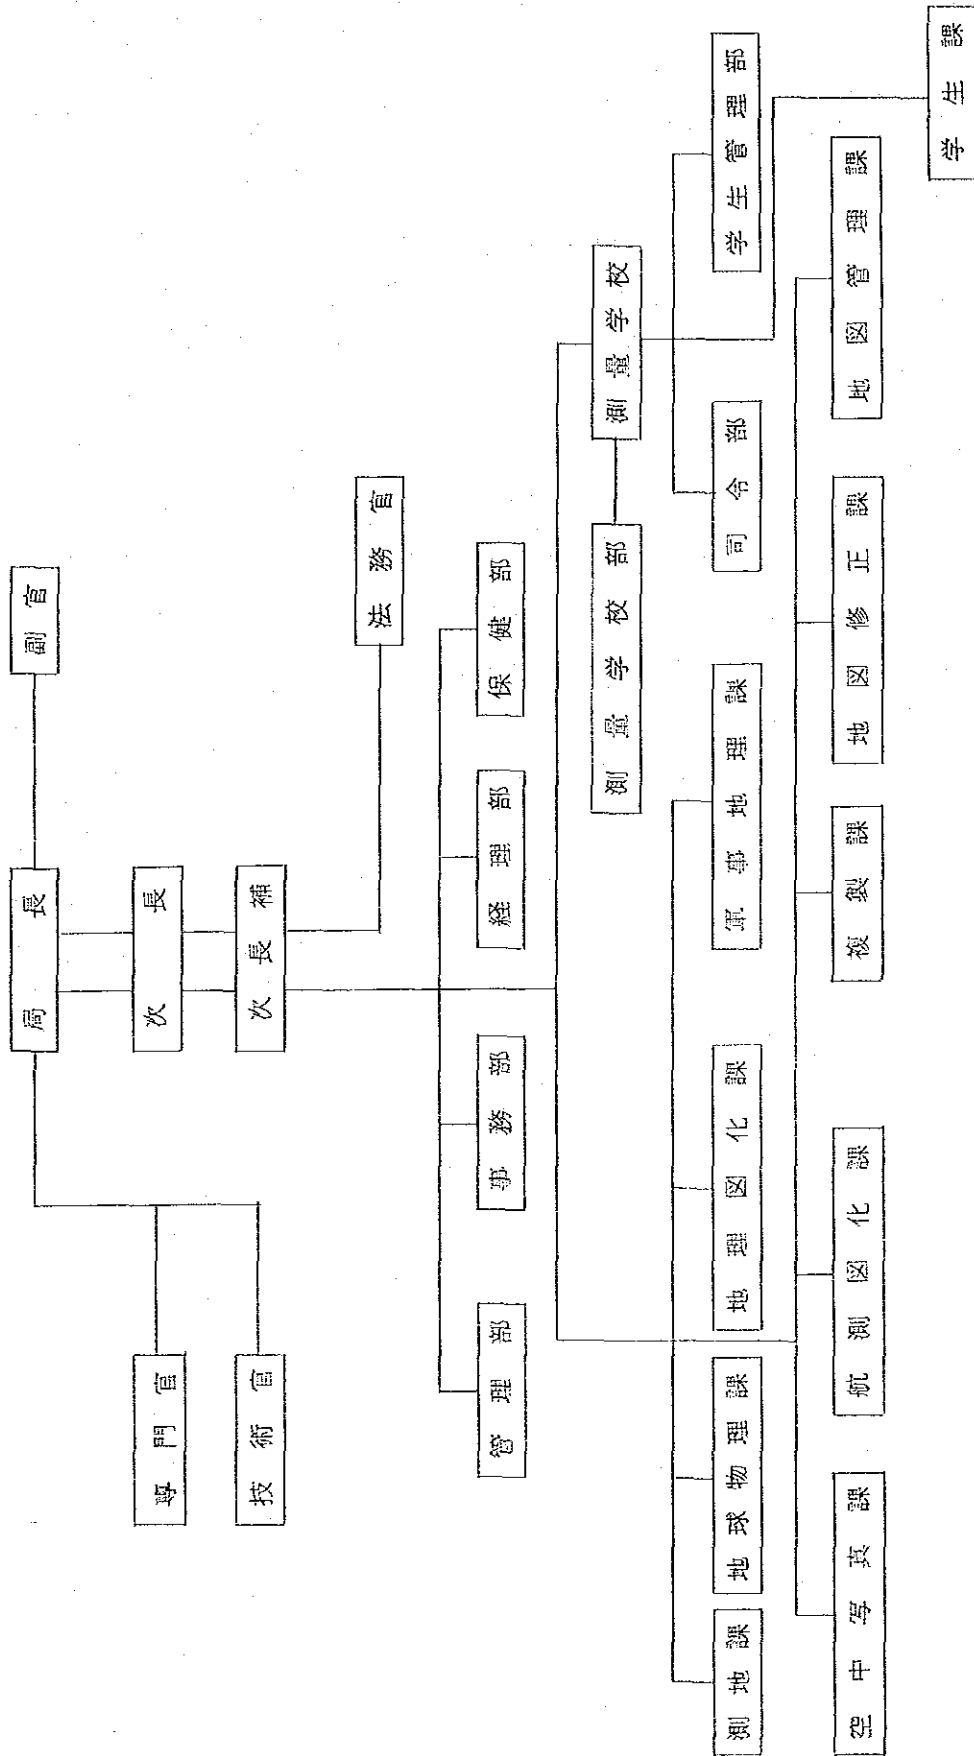 局長
副官
専門官
技術官
次長
次長補
法務官
管理部
事務部
経理部
保健部
測量学校部
測量学校
測地課
地球物理課
地理図化課
軍事地理課
司令部
学生管理部
空中写真課
航測図化課
複製課
地図修正課
地図管理課
学生課